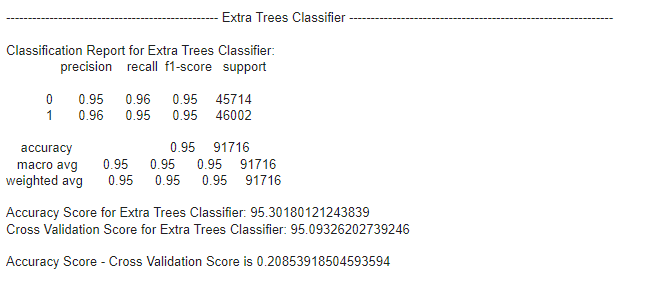 -------------------------------------------------- Extra Trees Classifier ---------------------------------------------------------------
Classification Report for Extra Trees Classifier:
precision recall f1-score support
0 0.95 0.96 0.95 45714
1 0.96 0.95 0.95 46002
accuracy 0.95 91716
macro avg 0.95 0.95 0.95 91716
weighted avg 0.95 0.95 0.95 91716
Accuracy Score for Extra Trees Classifier: 95.30180121243839
Cross Validation Score for Extra Trees Classifier: 95.09326202739246
Accuracy Score - Cross Validation Score is 0.20853918504593594